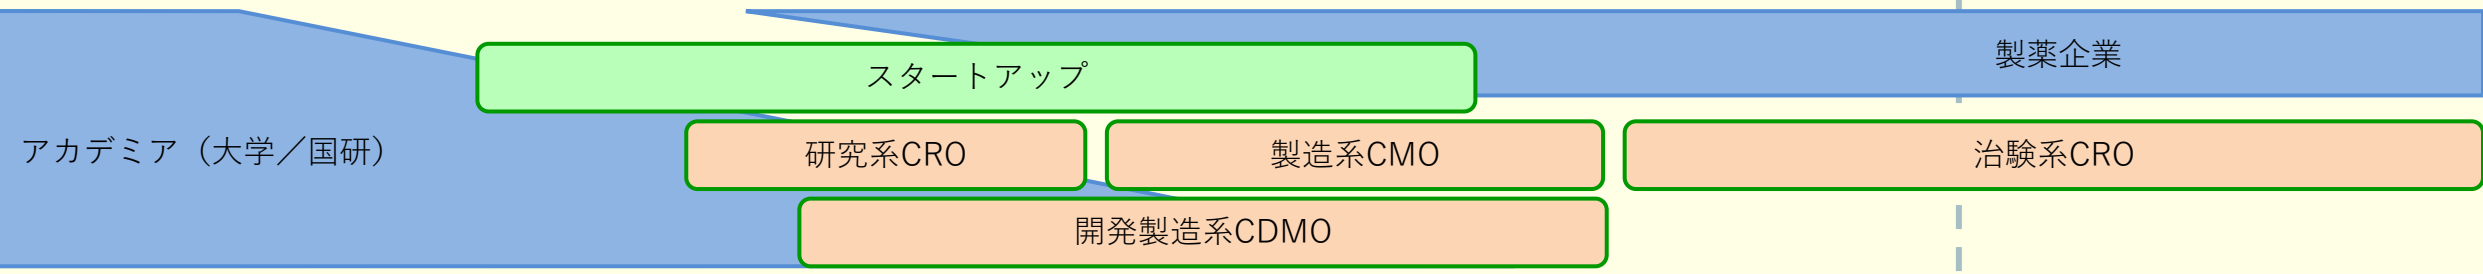 製薬企業
スタートアップ
アカデミア（大学／国研）
研究系CRO
製造系CMO
治験系CRO
開発製造系CDMO